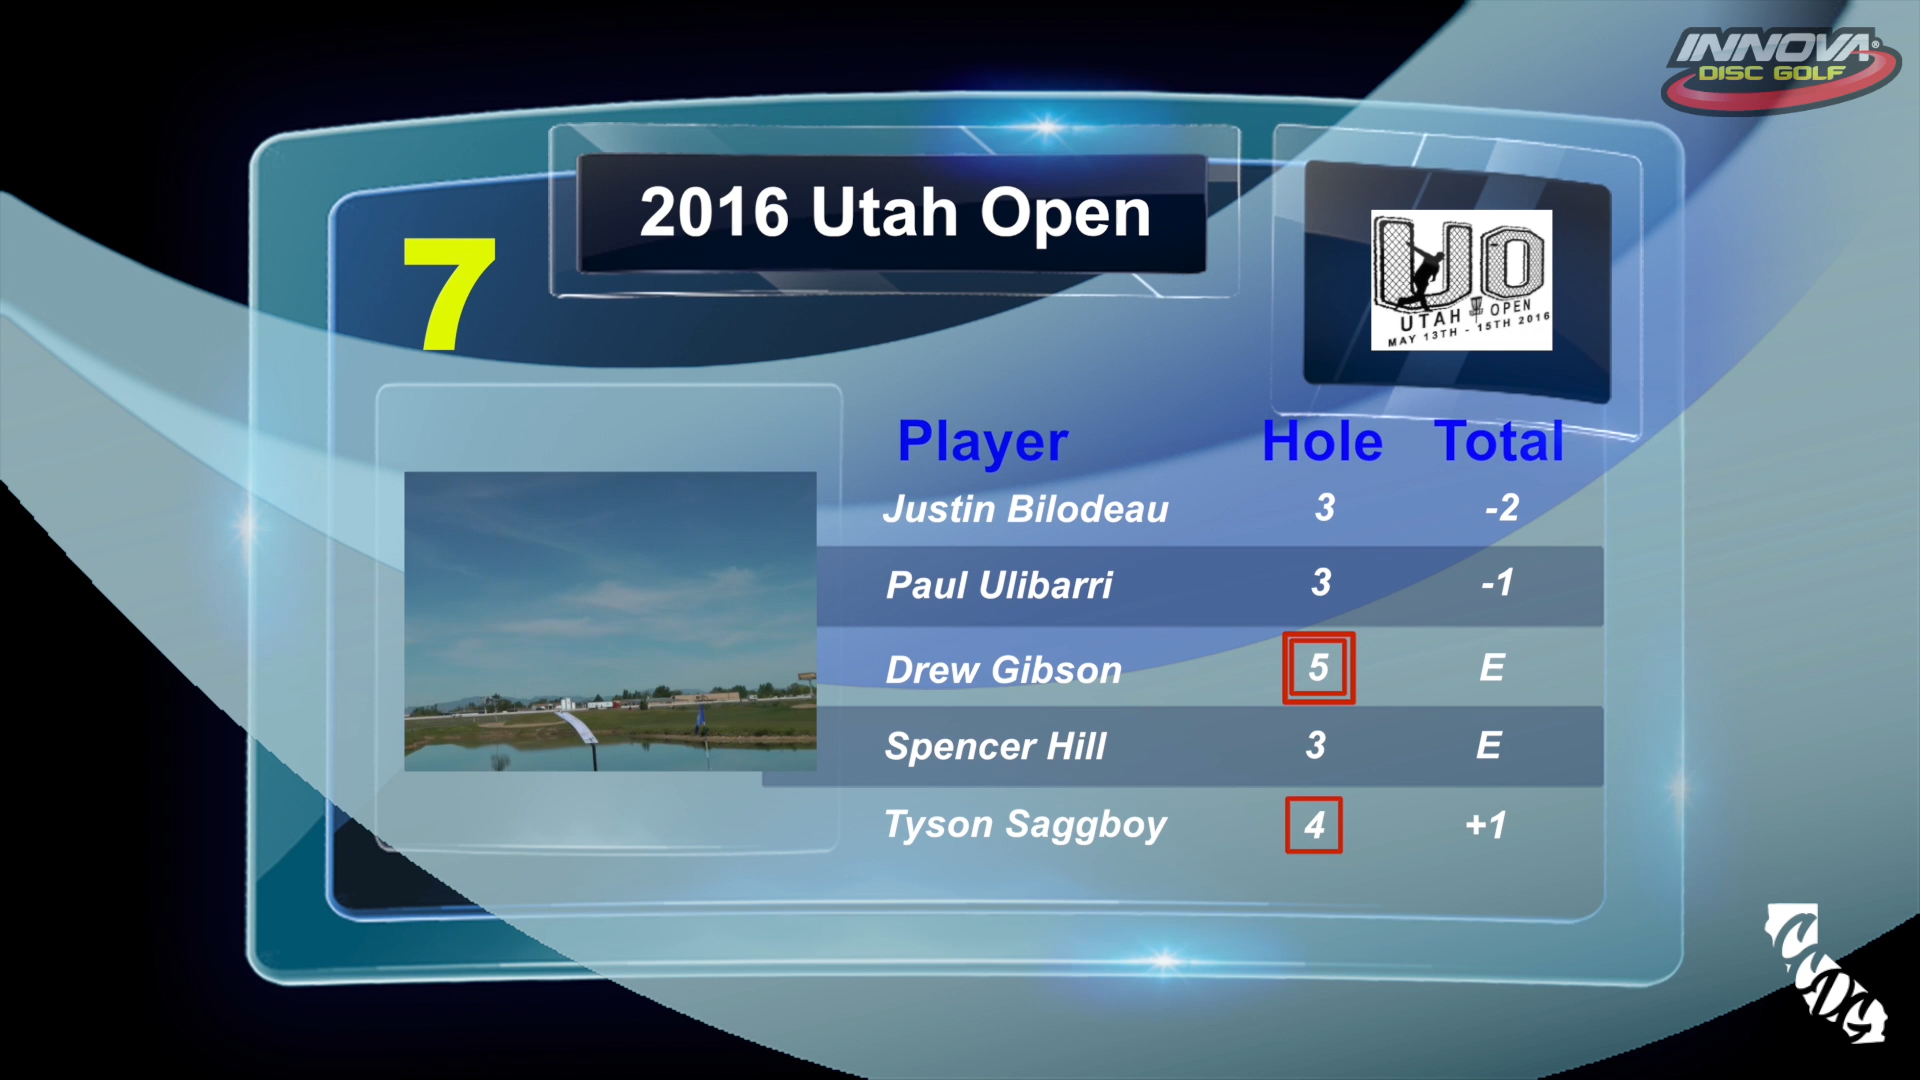 INNOVA®
DISC GOLF
2016 Utah Open
7
UO
UTAH OPEN
MAY 13TH - 15TH 2016
Player Hole Total
Justin Bilodeau 3 -2
Paul Ulibarri 3 -1
Drew Gibson 5 E
Spencer Hill 3 E
Tyson Saggboy 4 +1